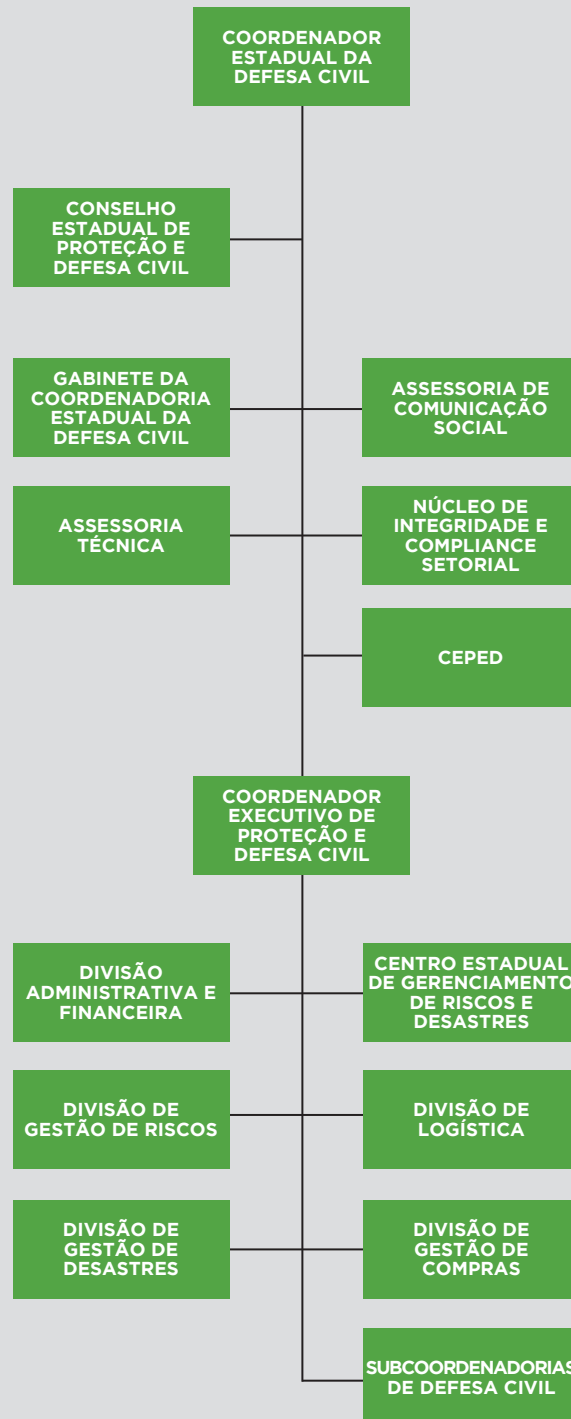 COORDENADOR
ESTADUAL DA
DEFESA CIVIL
CONSELHO
ESTADUAL DE
PROTEÇÃO E
DEFESA CIVIL
GABINETE DA
COORDENADORIA
ESTADUAL DA
DEFESA CIVIL
ASSESSORIA DE
COMUNICAÇÃO
SOCIAL
ASSESSORIA
TÉCNICA
NÚCLEO DE
INTEGRIDADE E
COMPLIANCE
SETORIAL
CEPED
COORDENADOR
EXECUTIVO DE
PROTEÇÃO E
DEFESA CIVIL
DIVISÃO
ADMINISTRATIVA E
FINANCEIRA
CENTRO ESTADUAL
DE GERENCIAMENTO
DE RISCOS E
DESASTRES
DIVISÃO DE
GESTÃO DE RISCOS
DIVISÃO DE
LOGÍSTICA
DIVISÃO DE
GESTÃO DE
DESASTRES
DIVISÃO DE
GESTÃO DE
COMPRAS
SUBCOORDENADORIAS
DE DEFESA CIVIL